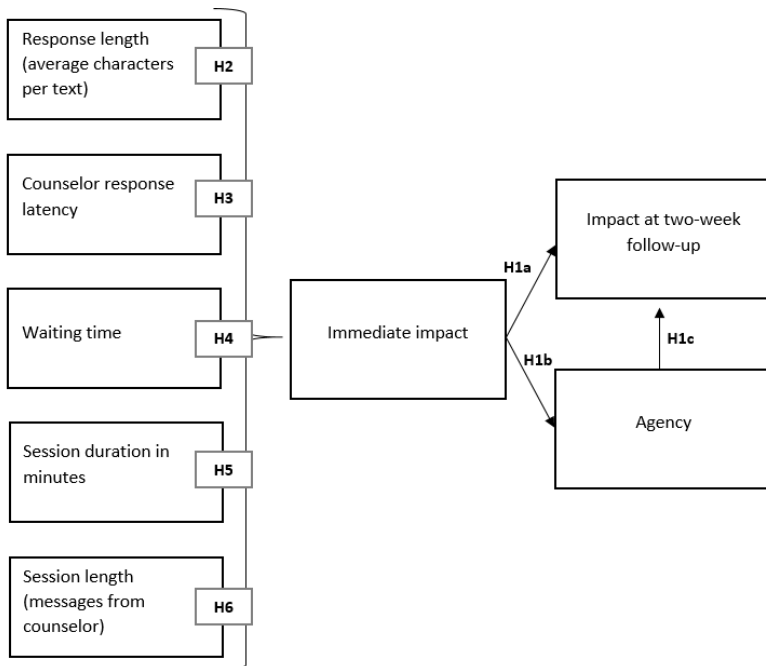 Response length
(average characters
per text)
H2
Counselor response
latency
H3
Waiting time
H4
Session duration in
minutes
H5
Session length
(messages from
counselor)
H6
Immediate impact
H1a
H1b
Impact at two-week
follow-up
H1c
Agency